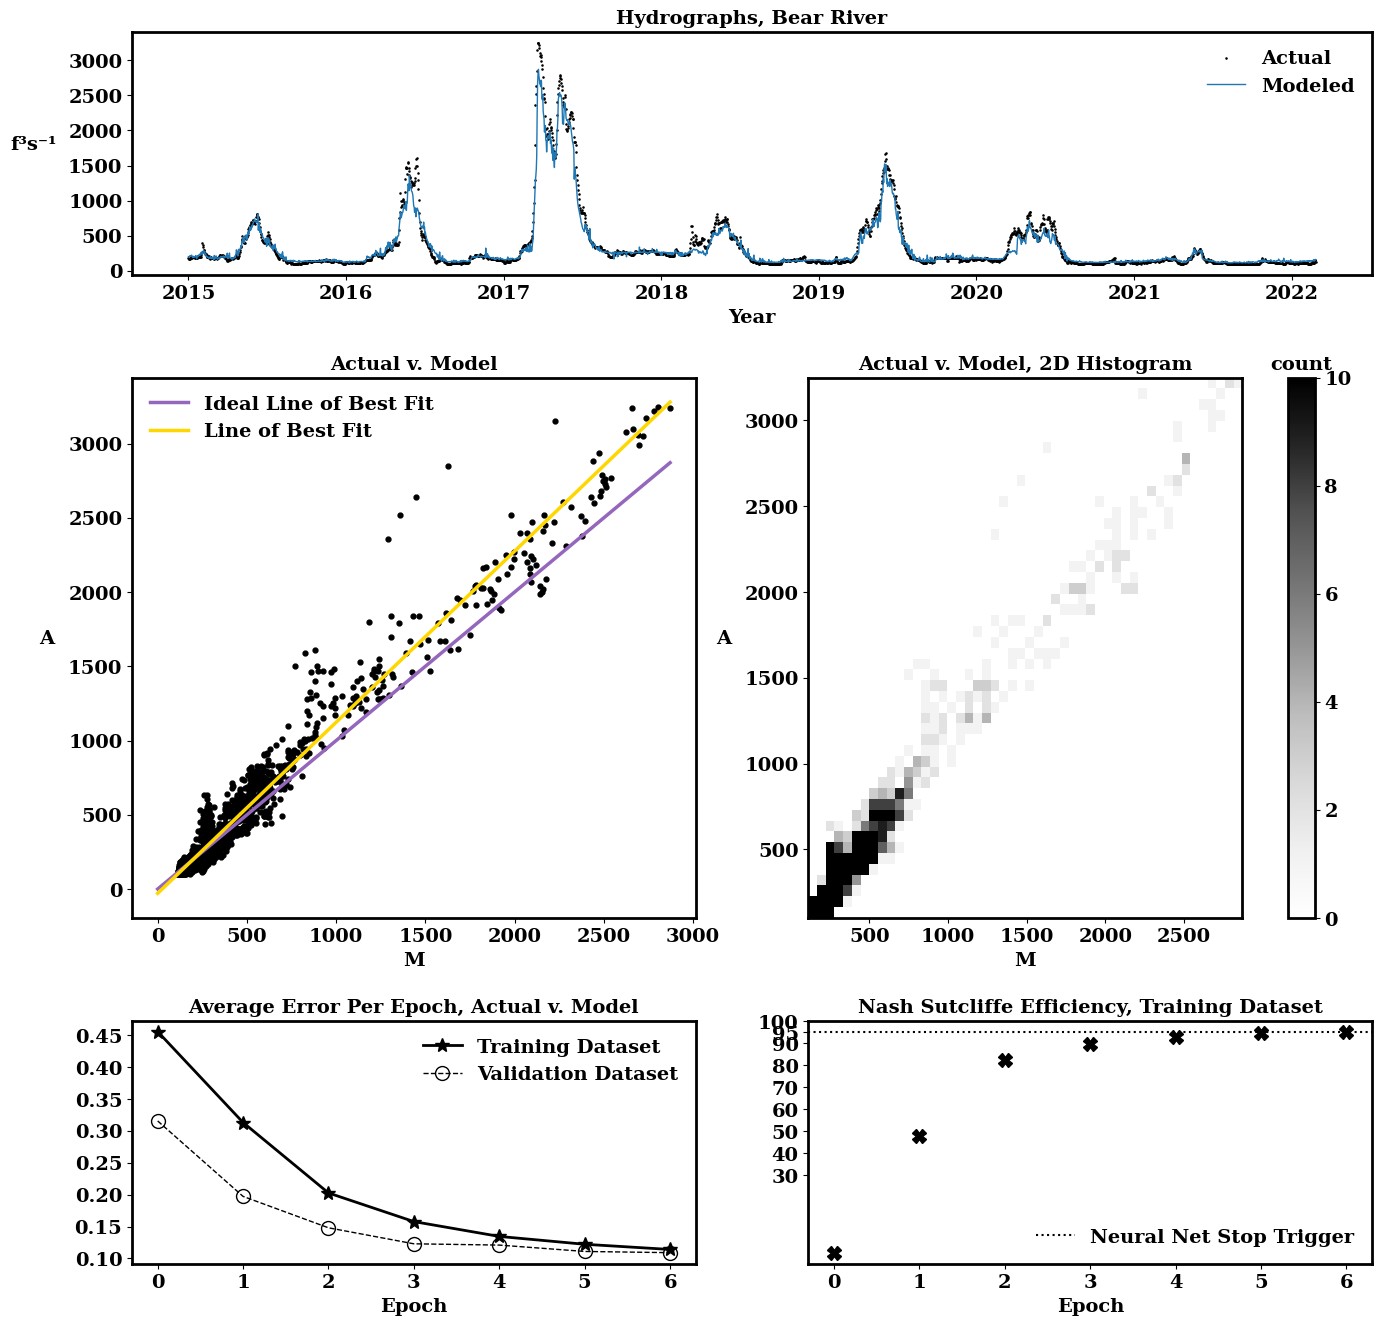 Hydrographs, Bear River
3000
2500
2000
1500
1000
500
0
f³s⁻¹
Actual
Modeled
2015 2016 2017 2018 2019 2020 2021 2022
Year
Actual v. Model
Ideal Line of Best Fit
Line of Best Fit
3000
2500
2000
1500
1000
500
0
A
0 500 1000 1500 2000 2500 3000
M
Actual v. Model, 2D Histogram
3000
2500
2000
1500
1000
500
A
500 1000 1500 2000 2500
M
count
10
8
6
4
2
0
Average Error Per Epoch, Actual v. Model
0.45
0.40
0.35
0.30
0.25
0.20
0.15
0.10
Training Dataset
Validation Dataset
0 1 2 3 4 5 6
Epoch
Nash Sutcliffe Efficiency, Training Dataset
100
95
90
80
70
60
50
40
30
Neural Net Stop Trigger
0 1 2 3 4 5 6
Epoch